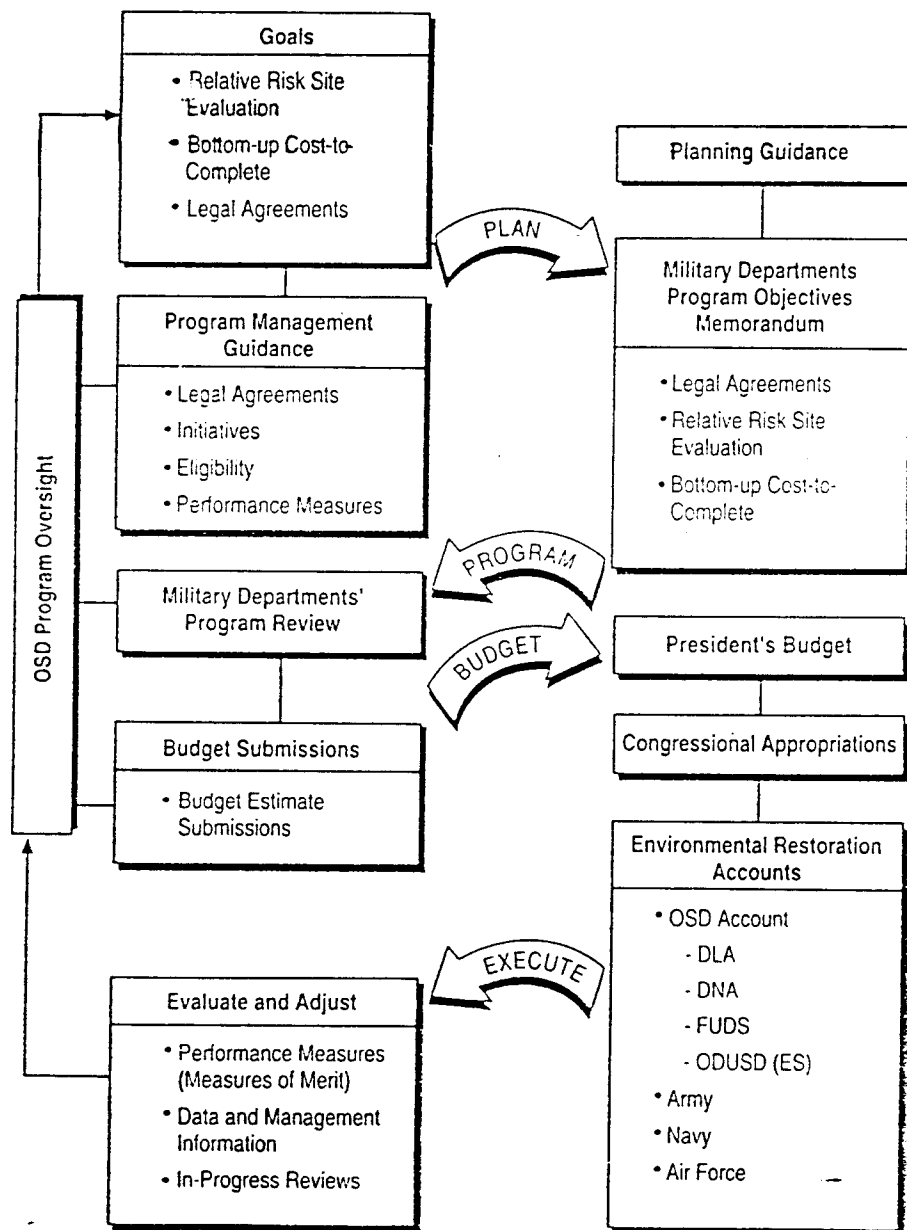 Goals
• Relative Risk Site
Evaluation
• Bottom-up Cost-to-
Complete
• Legal Agreements
PLAN
Planning Guidance
Military Departments
Program Objectives
Memorandum
• Legal Agreements
• Relative Risk Site
Evaluation
• Bottom-up Cost-to-
Complete
OSD Program Oversight
Program Management
Guidance
• Legal Agreements
• Initiatives
• Eligibility
• Performance Measures
PROGRAM
Military Departments'
Program Review
BUDGET
President's Budget
Congressional Appropriations
Budget Submissions
• Budget Estimate
Submissions
Environmental Restoration
Accounts
• OSD Account
- DLA
- DNA
- FUDS
- ODUSD (ES)
• Army
• Navy
• Air Force
EXECUTE
Evaluate and Adjust
• Performance Measures
(Measures of Merit)
• Data and Management
Information
• In-Progress Reviews